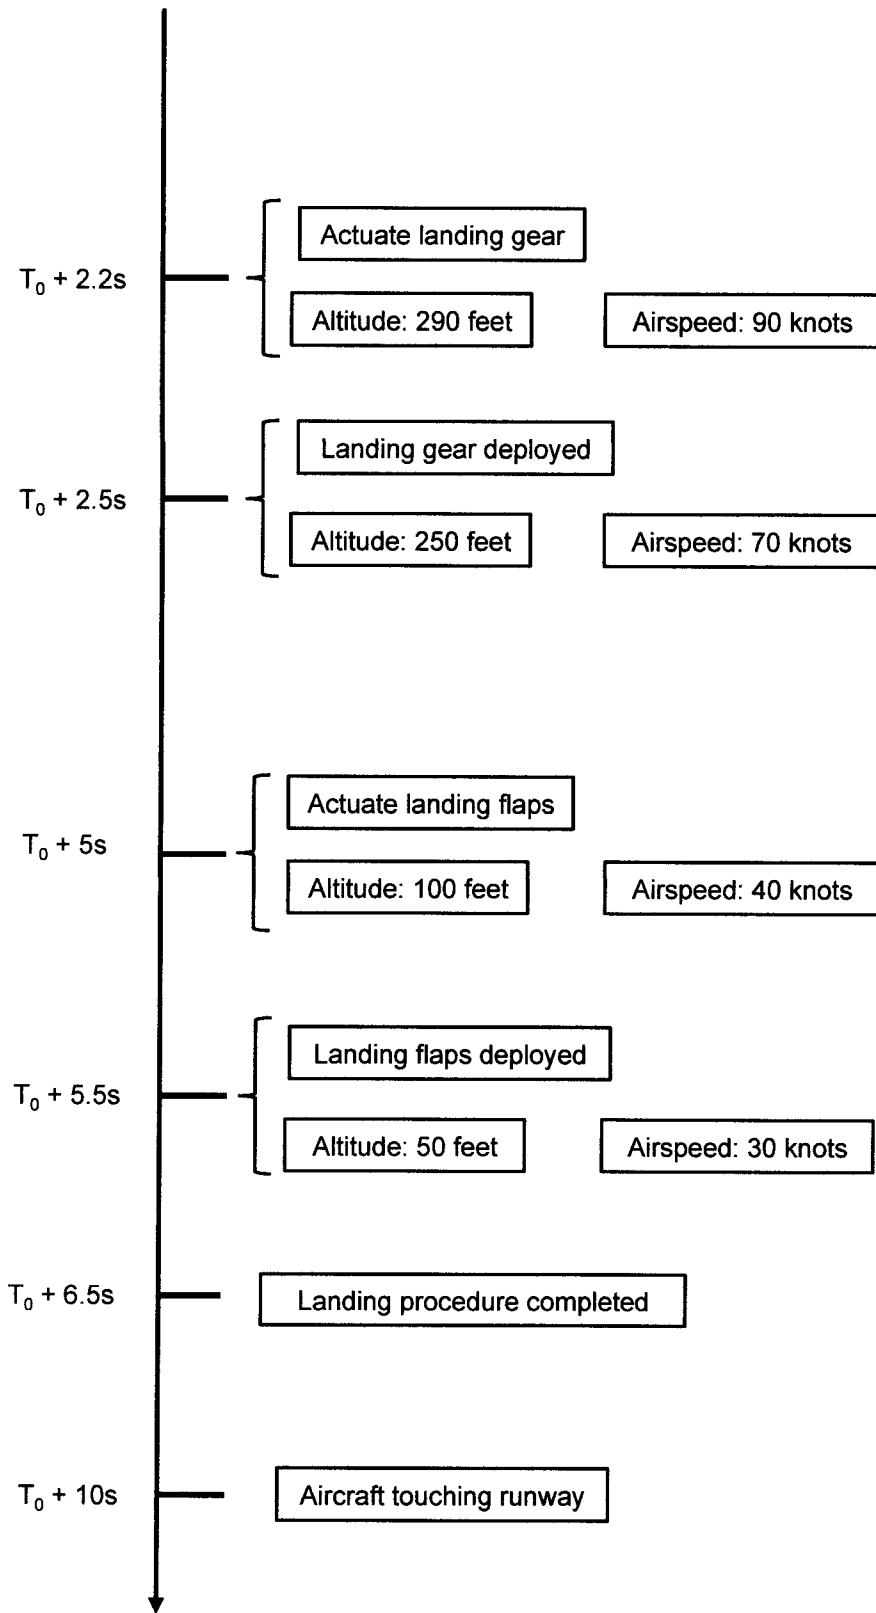 Actuate landing gear
T₀ + 2.2s
Altitude: 290 feet
Airspeed: 90 knots
Landing gear deployed
T₀ + 2.5s
Altitude: 250 feet
Airspeed: 70 knots
Actuate landing flaps
T₀ + 5s
Altitude: 100 feet
Airspeed: 40 knots
Landing flaps deployed
T₀ + 5.5s
Altitude: 50 feet
Airspeed: 30 knots
T₀ + 6.5s
Landing procedure completed
T₀ + 10s
Aircraft touching runway